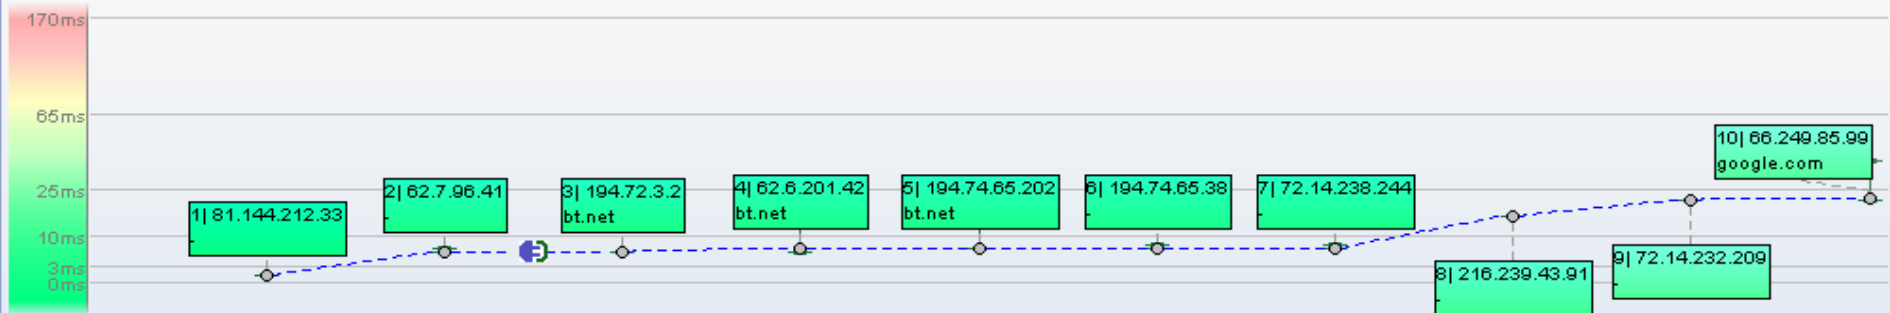 170ms
65ms
25ms
10ms
3ms
0ms
1| 81.144.212.33
-
2| 62.7.96.41
-
3| 194.72.3.2
bt.net
4| 62.6.201.42
bt.net
5| 194.74.65.202
bt.net
6| 194.74.65.38
-
7| 72.14.238.244
-
8| 216.239.43.91
-
9| 72.14.232.209
-
10| 66.249.85.99
google.com